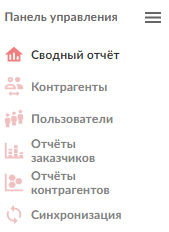 Панель управления
Сводный отчёт
Контрагенты
Пользователи
Отчёты
заказчиков
Отчёты
контрагентов
Синхронизация